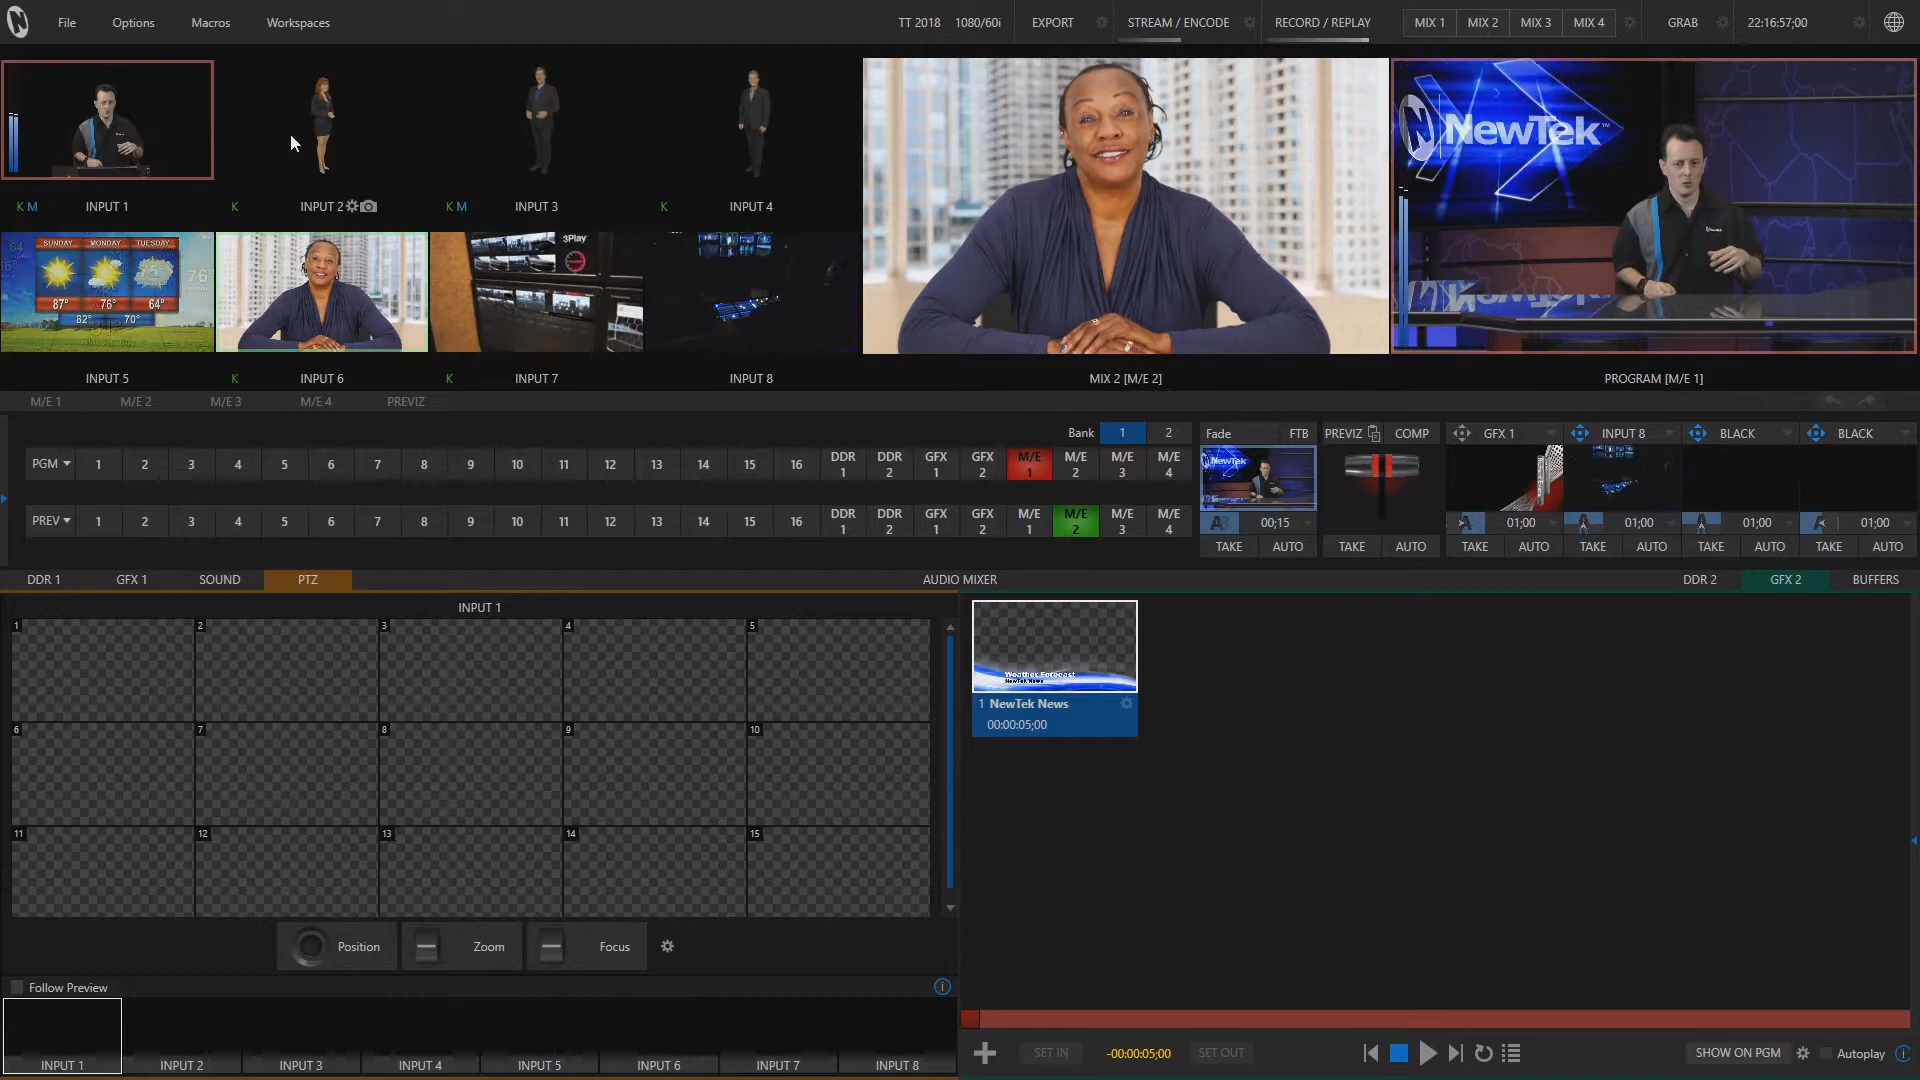 File Options Macros Workspaces TT 2018 1080/60i EXPORT STREAM / ENCODE RECORD / REPLAY MIX 1 MIX 2 MIX 3 MIX 4 GRAB 22:16:57;00
NewTek™
K M INPUT 1 K INPUT 2 K M INPUT 3 K INPUT 4
SUNDAY MONDAY TUESDAY
87° 76° 64°
82° 70°
76°
3Play
INPUT 5 K INPUT 6 K INPUT 7 INPUT 8 MIX 2 [M/E 2] PROGRAM [M/E 1]
M/E 1 M/E 2 M/E 3 M/E 4 PREVIZ
Bank 1 2 Fade FTB PREVIZ COMP GFX 1 INPUT 8 BLACK BLACK
PGM 1 2 3 4 5 6 7 8 9 10 11 12 13 14 15 16 DDR 1 DDR 2 GFX 1 GFX 2 M/E 1 M/E 2 M/E 3 M/E 4
NewTek
PREV 1 2 3 4 5 6 7 8 9 10 11 12 13 14 15 16 DDR 1 DDR 2 GFX 1 GFX 2 M/E 1 M/E 2 M/E 3 M/E 4
00;15 01;00 01;00 01;00 01;00
TAKE AUTO TAKE AUTO TAKE AUTO TAKE AUTO TAKE AUTO TAKE AUTO
DDR 1 GFX 1 SOUND PTZ AUDIO MIXER DDR 2 GFX 2 BUFFERS
INPUT 1
1 2 3 4 5
6 7 8 9 10
11 12 13 14 15
Weather Forecast
NewTek News
1 NewTek News
00:00:05;00
Position Zoom Focus
Follow Preview
INPUT 1 INPUT 2 INPUT 3 INPUT 4 INPUT 5 INPUT 6 INPUT 7 INPUT 8
SET IN -00:00:05;00 SET OUT SHOW ON PGM Autoplay